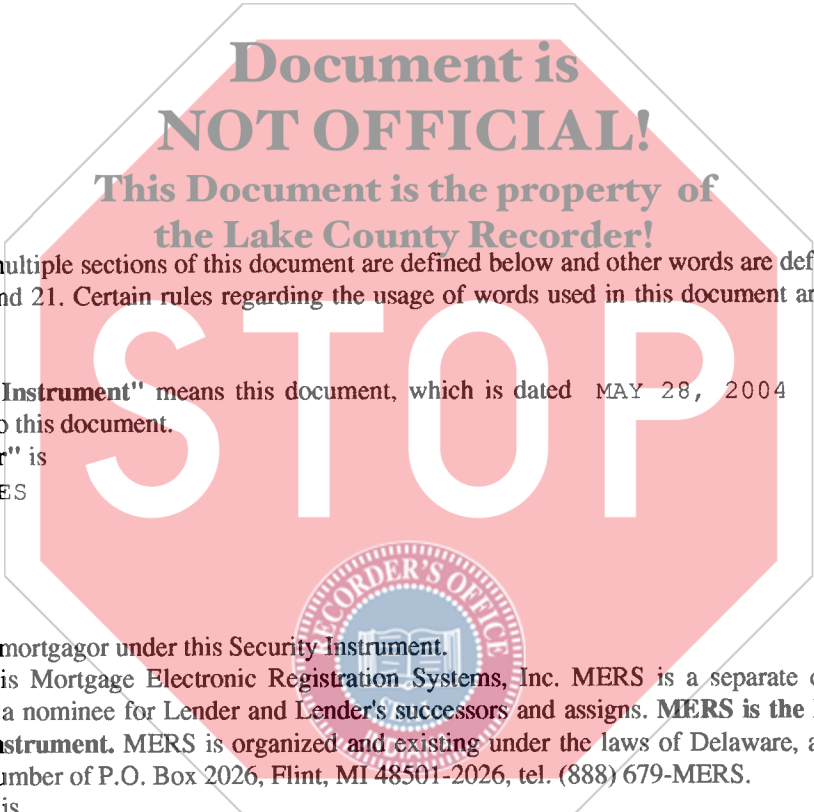 Document is
NOT OFFICIAL!
This Document is the property of
the Lake County Recorder!
ultiple sections of this document are defined below and other words are def
nd 21. Certain rules regarding the usage of words used in this document ar
STOP
Instrument" means this document, which is dated MAY 28, 2004
o this document.
r" is
ES
RECORDER'S OFFICE
mortgagor under this Security Instrument.
is Mortgage Electronic Registration Systems, Inc. MERS is a separate c
a nominee for Lender and Lender's successors and assigns. MERS is the
nstrument. MERS is organized and existing under the laws of Delaware, a
umber of P.O. Box 2026, Flint, MI 48501-2026, tel. (888) 679-MERS.
is